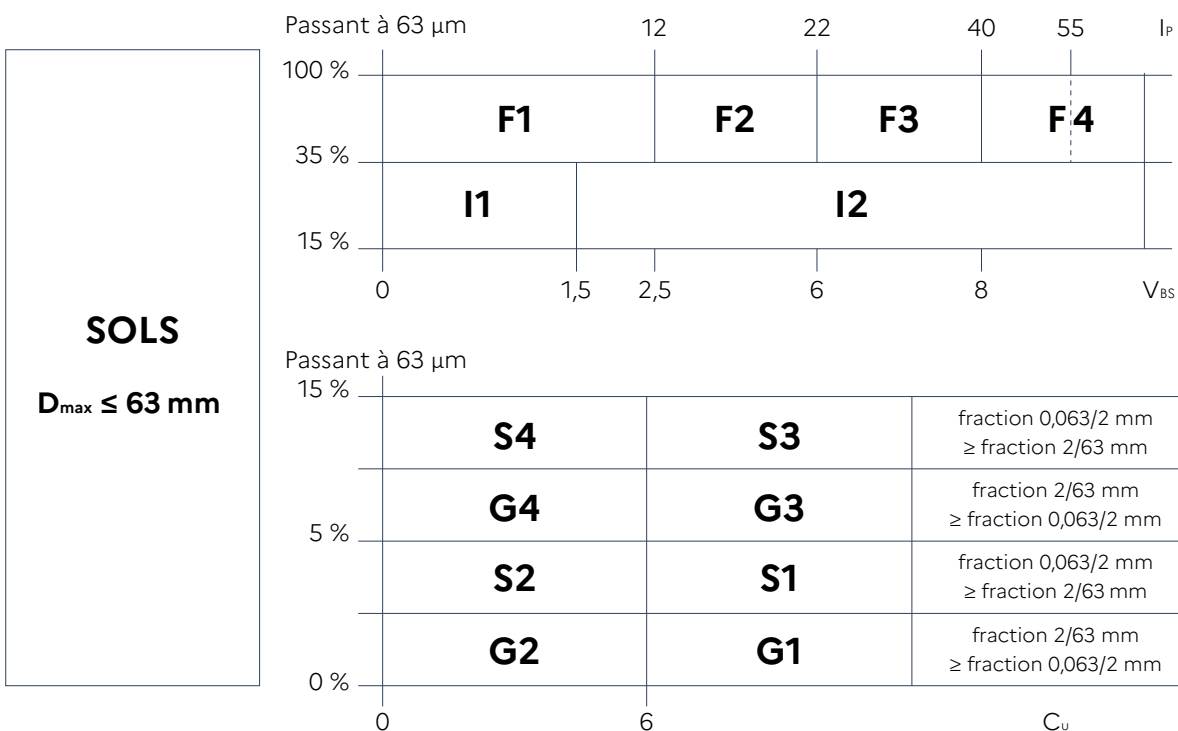 SOLS
Dmax ≤ 63 mm
Passant à 63 µm 12 22 40 55 IP
100 %
F1 F2 F3 F4
35 %
I1 I2
15 %
0 1,5 2,5 6 8 VBS
Passant à 63 µm
15 %
S4 S3 fraction 0,063/2 mm
≥ fraction 2/63 mm
G4 G3 fraction 2/63 mm
≥ fraction 0,063/2 mm
5 %
S2 S1 fraction 0,063/2 mm
≥ fraction 2/63 mm
G2 G1 fraction 2/63 mm
≥ fraction 0,063/2 mm
0 %
0 6 CU